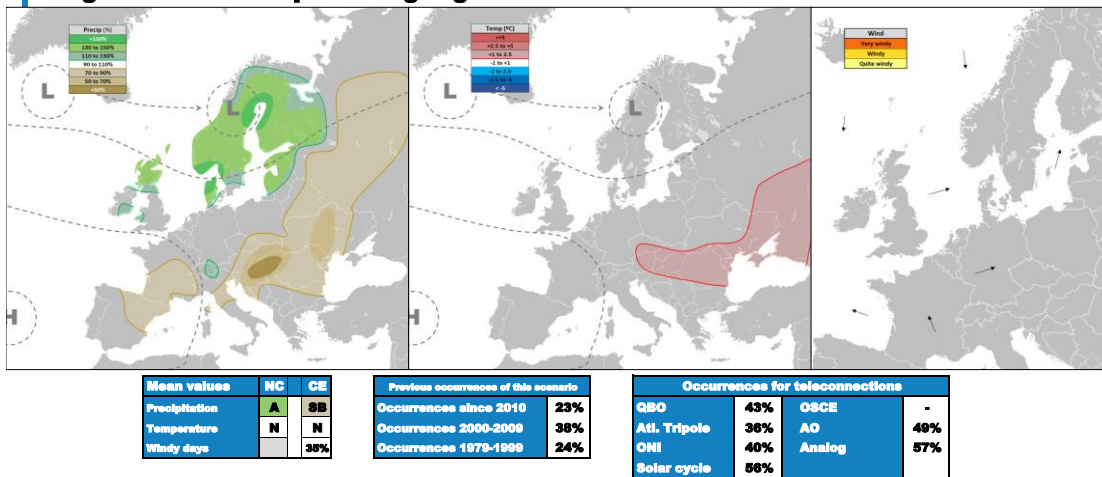 Precip (%)
>150%
130 to 150%
110 to 130%
90 to 110%
70 to 90%
50 to 70%
<50%
L
L
H
Temp (ºC)
>+5
+2.5 to +5
+1 to 2.5
-1 to +1
-1 to 2.5
-2.5 to -5
< -5
L
L
H
Wind
Very windy
Windy
Quite windy
Mean values NC CE
Precipitation A SB
Temperature N N
Windy days 35%
Previous occurrences of this scenario
Occurrences since 2010 23%
Occurrences 2000-2009 38%
Occurrences 1979-1999 24%
Occurrences for teleconnections
QBO 43% OSCE -
Atl. Tripole 36% AO 49%
ONI 40% Analog 57%
Solar cycle 56%